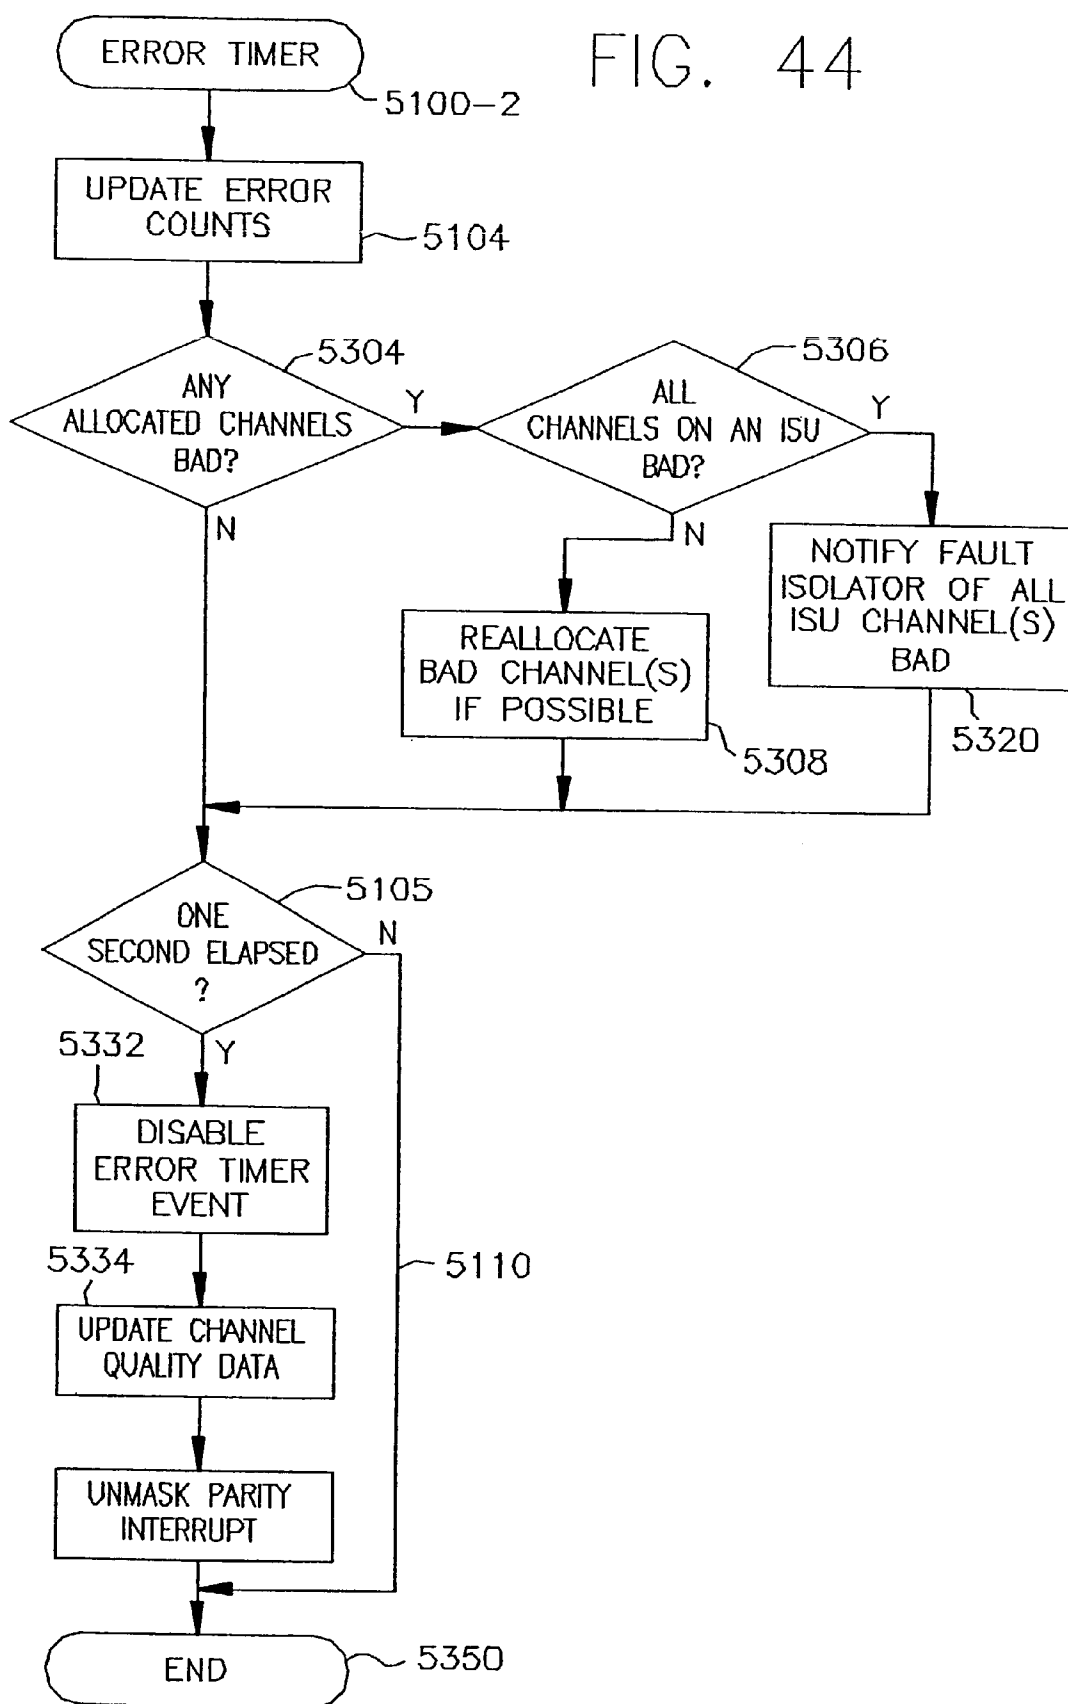 FIG. 44
ERROR TIMER
5100-2
UPDATE ERROR
COUNTS
5104
5304
ANY
ALLOCATED CHANNELS
BAD?
Y
N
5306
ALL
CHANNELS ON AN ISU
BAD?
Y
N
NOTIFY FAULT
ISOLATOR OF ALL
ISU CHANNEL(S)
BAD
5320
REALLOCATE
BAD CHANNEL(S)
IF POSSIBLE
5308
5105
ONE
SECOND ELAPSED
?
N
Y
5332
DISABLE
ERROR TIMER
EVENT
5110
5334
UPDATE CHANNEL
QUALITY DATA
UNMASK PARITY
INTERRUPT
END
5350